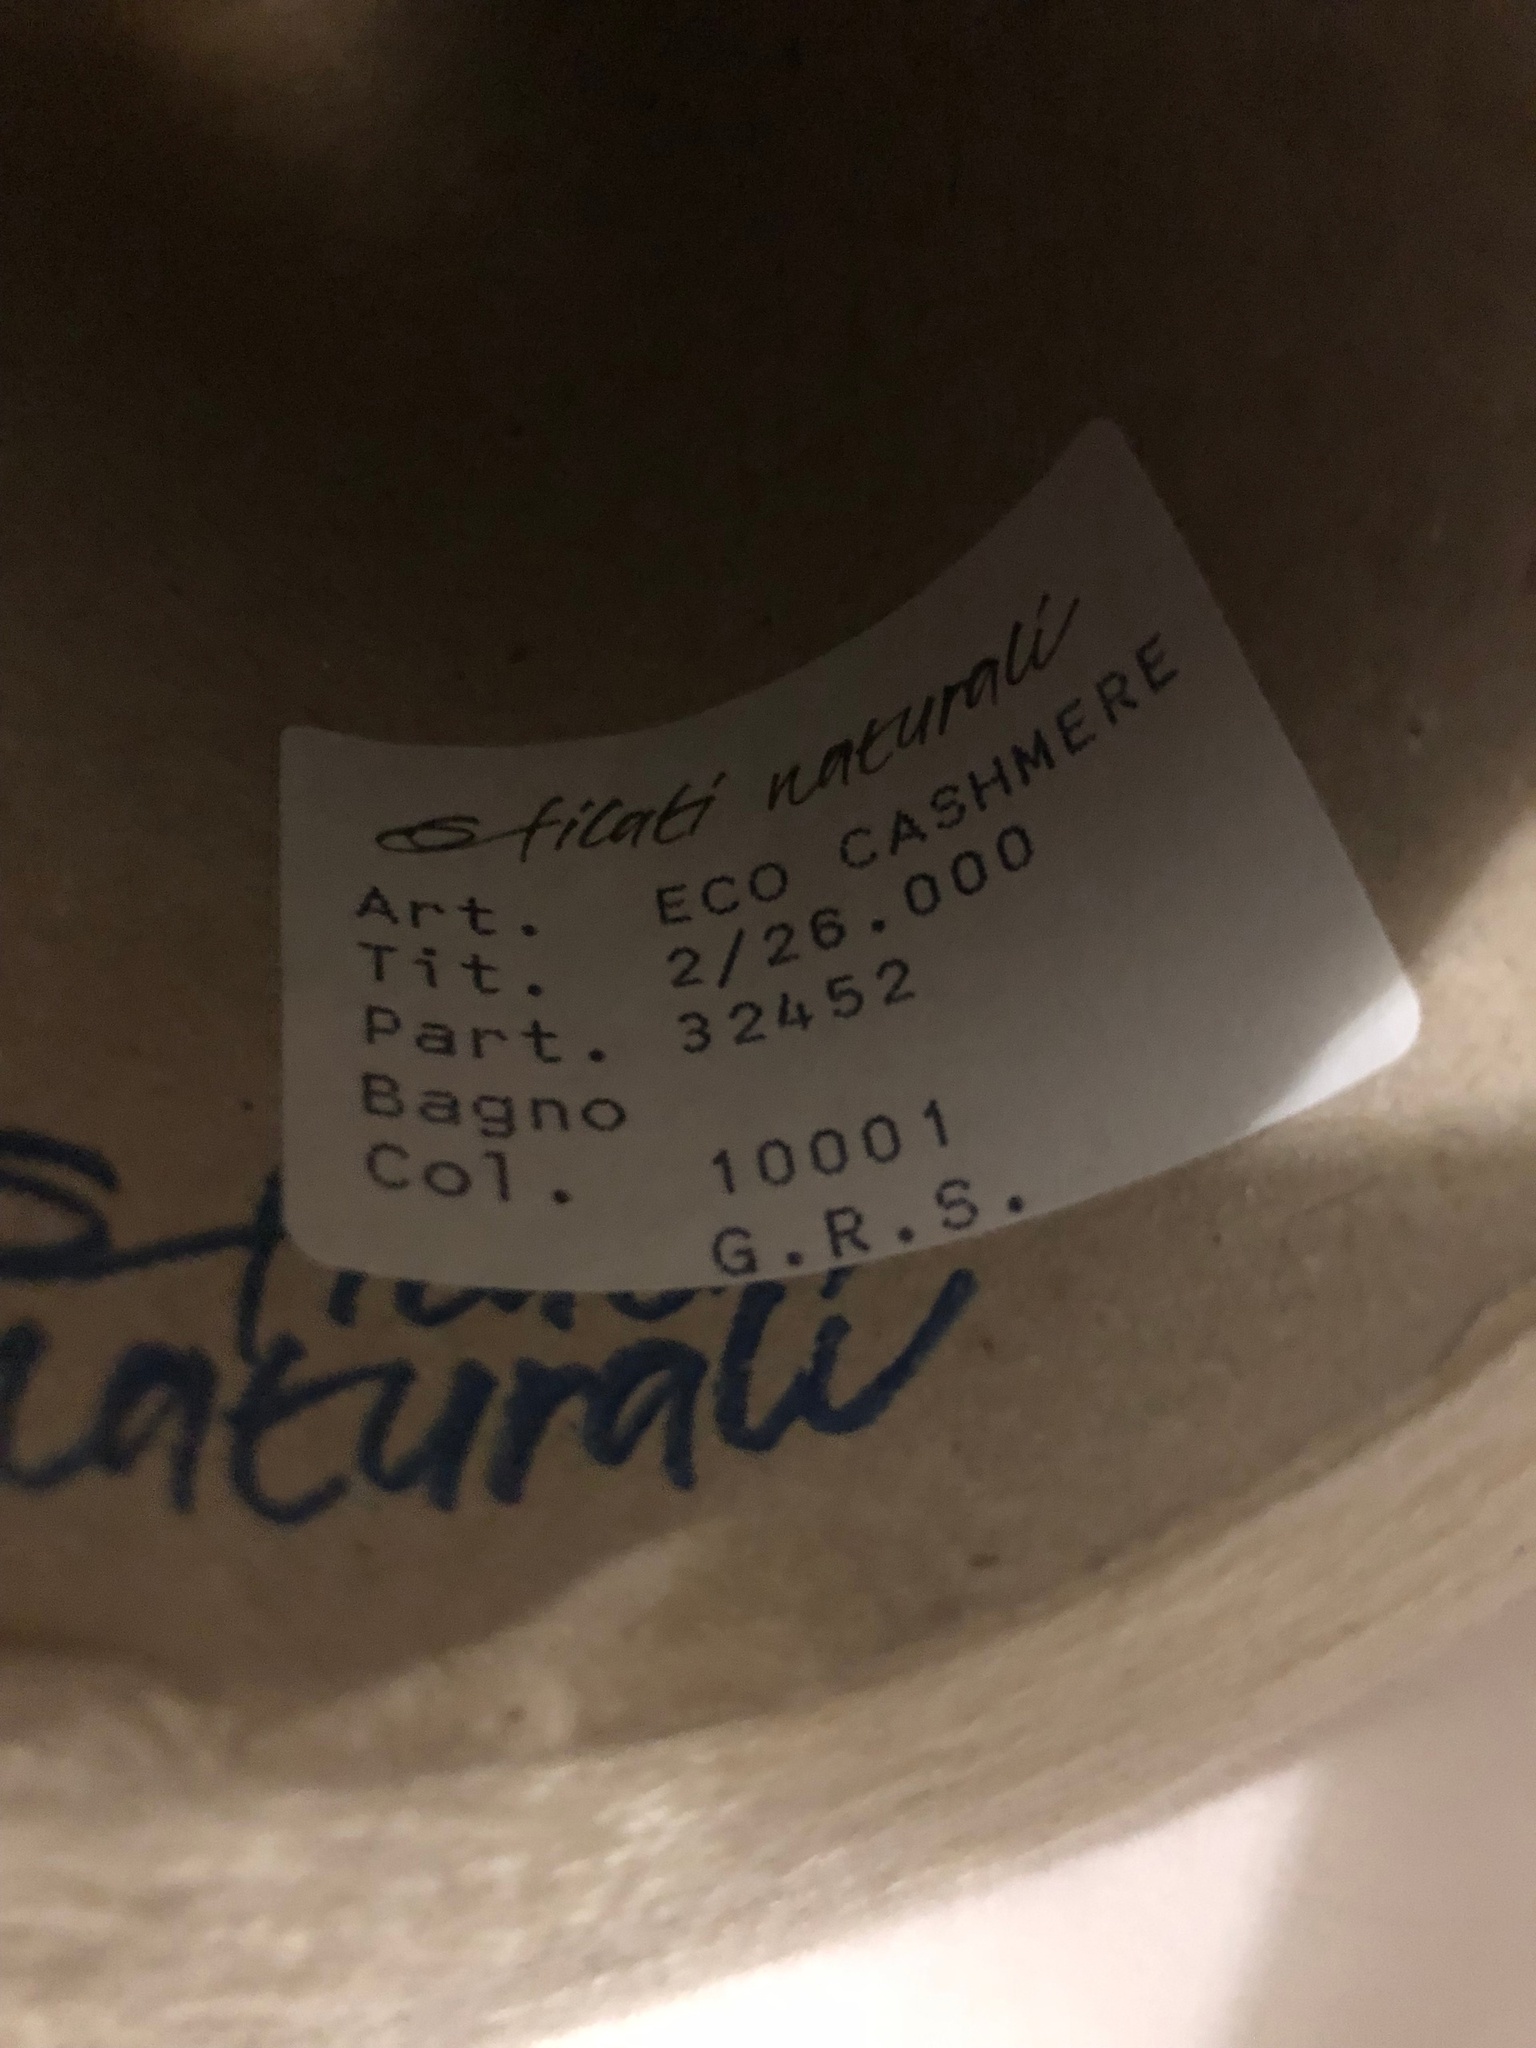 filati naturali
Art. ECO CASHMERE
Tit. 2/26.000
Part. 32452
Bagno
Col. 10001
G.R.S.
naturali